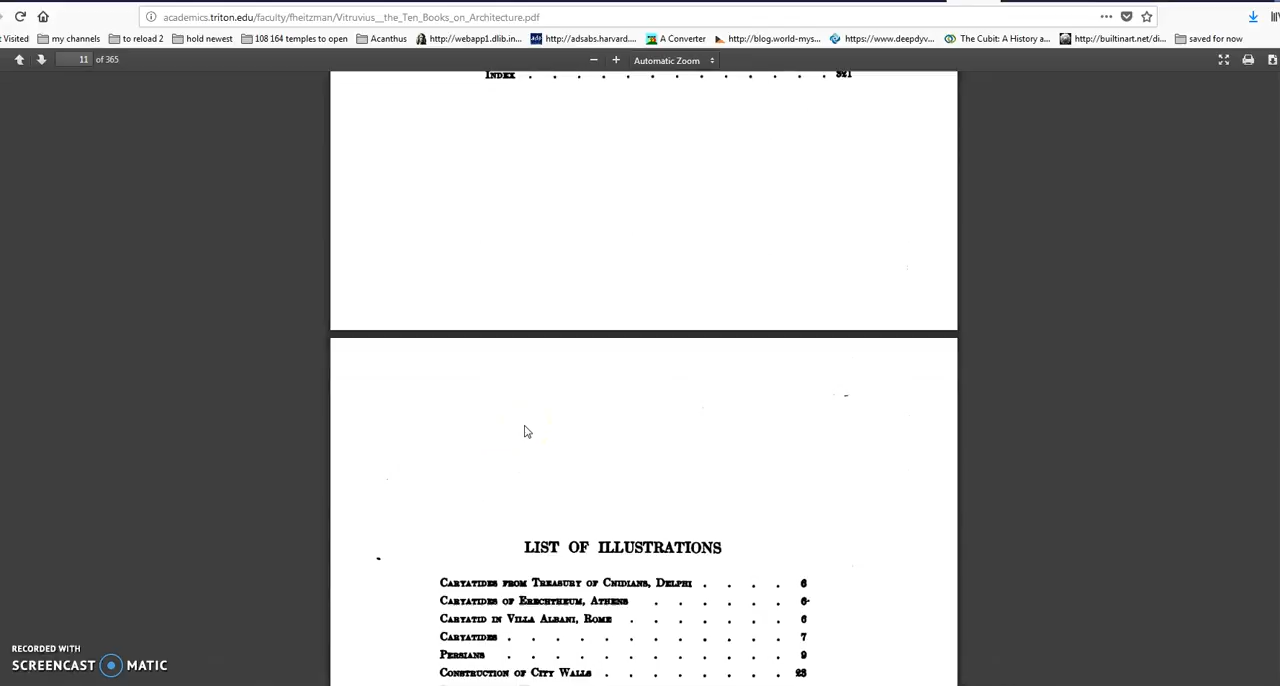 academics.triton.edu/faculty/fheitzman/Vitruvius__the_Ten_Books_on_Architecture.pdf
t Visited my channels to reload 2 hold newest 108 164 temples to open Acanthus http://webapp1.dlib.in... ads http://adsabs.harvard.... A Converter http://blog.world-mys... https://www.deepdyv... The Cubit: A History a... http://builtinart.net/di... saved for now
11 of 365 Automatic Zoom
INDEX . . . . . . . . . . . . 321
LIST OF ILLUSTRATIONS
CARYATIDES FROM TREASURY OF CNIDIANS, DELPHI . . . . 6
CARYATIDES OF ERECHTHEUM, ATHENS . . . . . . 6
CARYATID IN VILLA ALBANI, ROME . . . . . . . 6
CARYATIDES . . . . . . . . . . . 7
PERSIANS . . . . . . . . . . . 9
CONSTRUCTION OF CITY WALLS . . . . . . . 23
RECORDED WITH
SCREENCAST MATIC